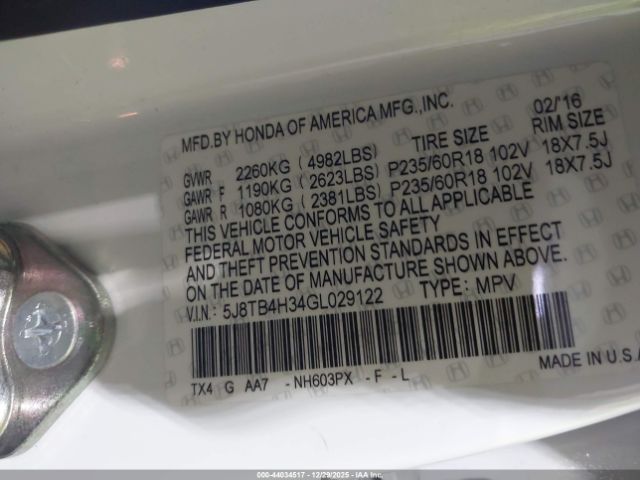 MFD.BY HONDA OF AMERICA MFG.,INC. 02/'16
TIRE SIZE RIM SIZE
GVWR 2260KG ( 4982LBS)
GAWR F 1190KG ( 2623LBS) P235/60R18 102V 18X7.5J
GAWR R 1080KG ( 2381LBS) P235/60R18 102V 18X7.5J
THIS VEHICLE CONFORMS TO ALL APPLICABLE
FEDERAL MOTOR VEHICLE SAFETY
AND THEFT PREVENTION STANDARDS IN EFFECT
ON THE DATE OF MANUFACTURE SHOWN ABOVE.
V.I.N: 5J8TB4H34GL029122 TYPE: MPV
TX4 G AA7 -NH603PX -F -L MADE IN U.S.A
000-44034517 - 12/29/2025 - IAAI.CA